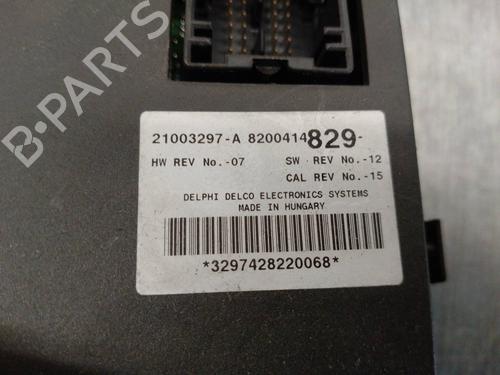 21003297-A 8200414829-
HW REV No.-07 SW - REV No.-12
CAL REV No.-15
DELPHI DELCO ELECTRONICS SYSTEMS
MADE IN HUNGARY
*3297428220068*
B-PARTS